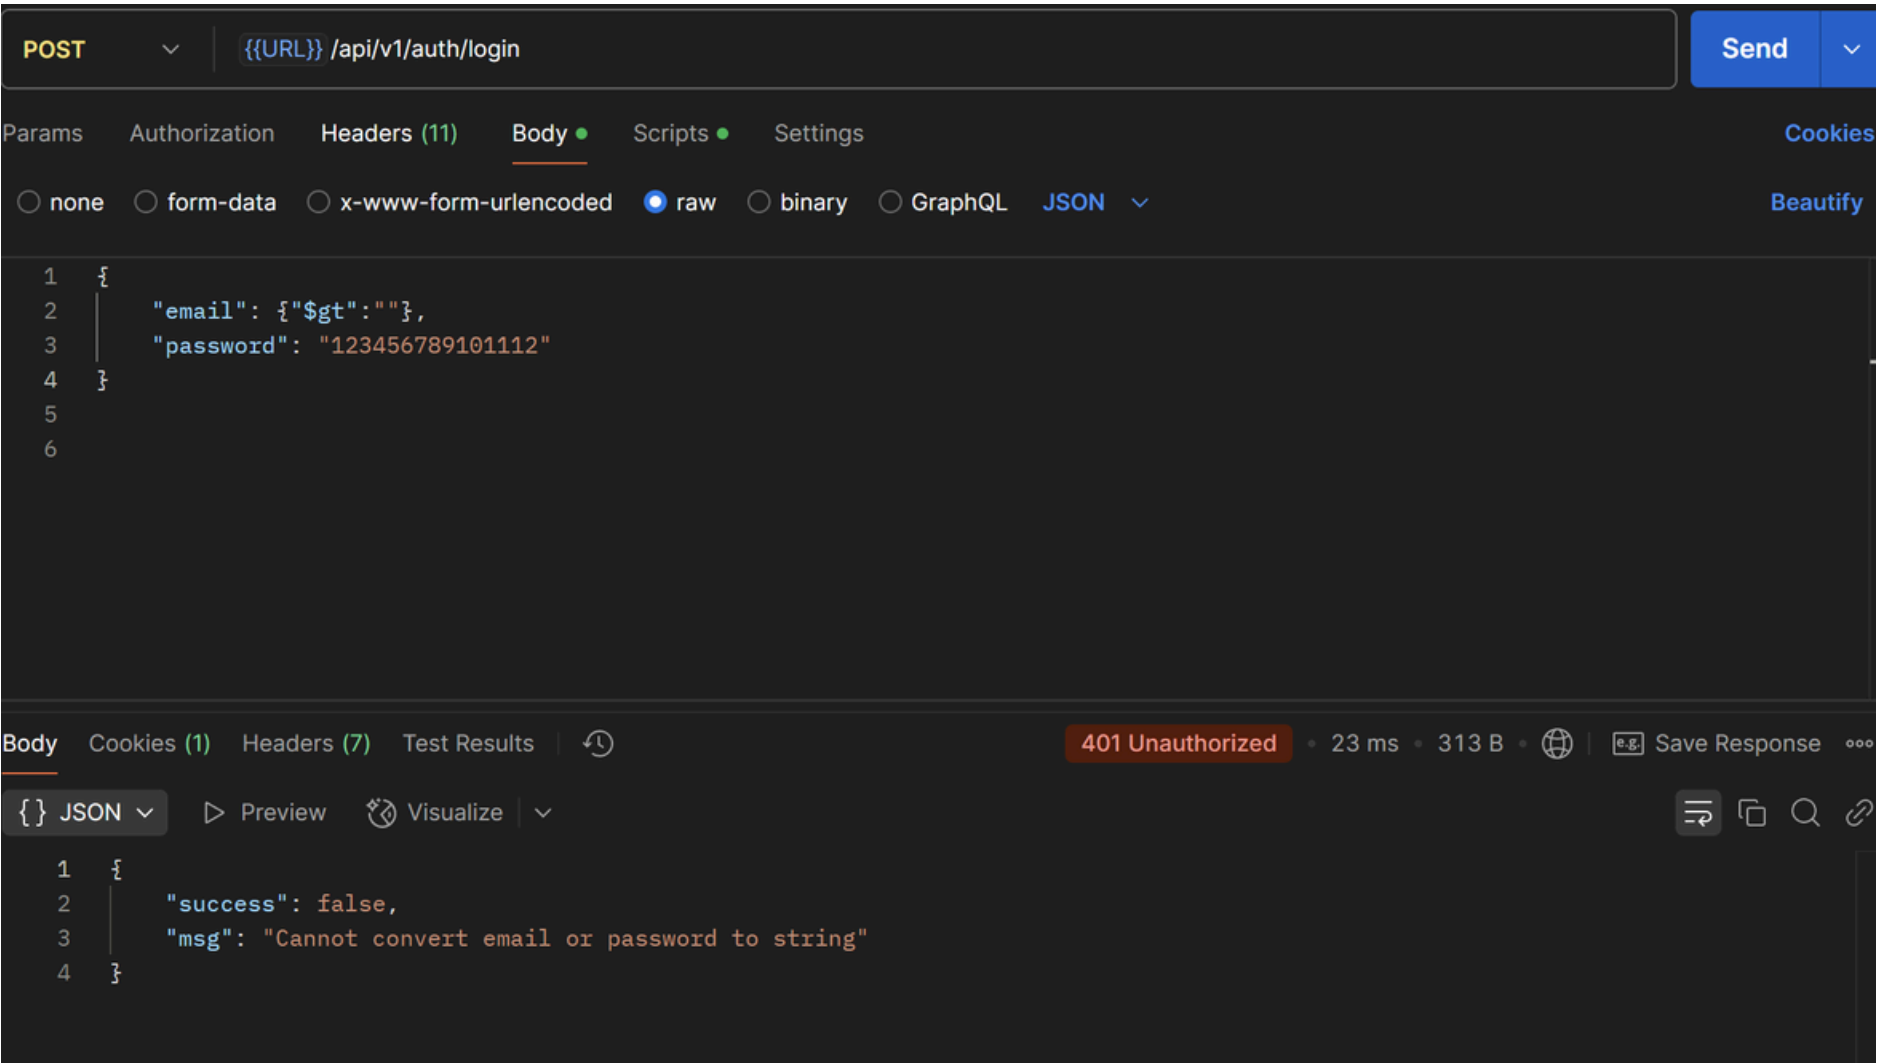 POST {{URL}} /api/v1/auth/login Send
Params Authorization Headers (11) Body Scripts Settings Cookies
none form-data x-www-form-urlencoded raw binary GraphQL JSON Beautify
1 {
2 "email": {"$gt":""},
3 "password": "123456789101112"
4 }
5
6
Body Cookies (1) Headers (7) Test Results 401 Unauthorized • 23 ms • 313 B • e.g. Save Response
{} JSON Preview Visualize
1 {
2 "success": false,
3 "msg": "Cannot convert email or password to string"
4 }